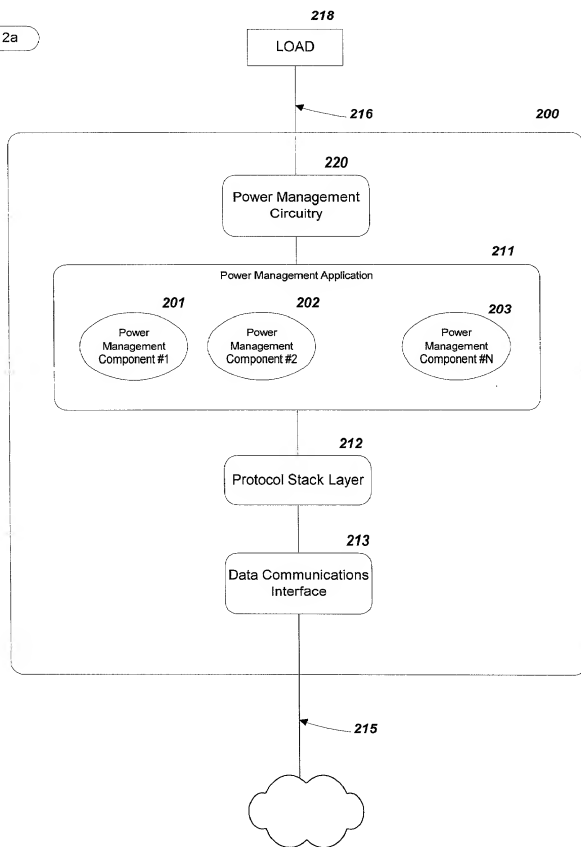 2a
218
LOAD
216
200
220
Power Management
Circuitry
211
Power Management Application
201
202
203
Power
Management
Component #1
Power
Management
Component #2
Power
Management
Component #N
212
Protocol Stack Layer
213
Data Communications
Interface
215